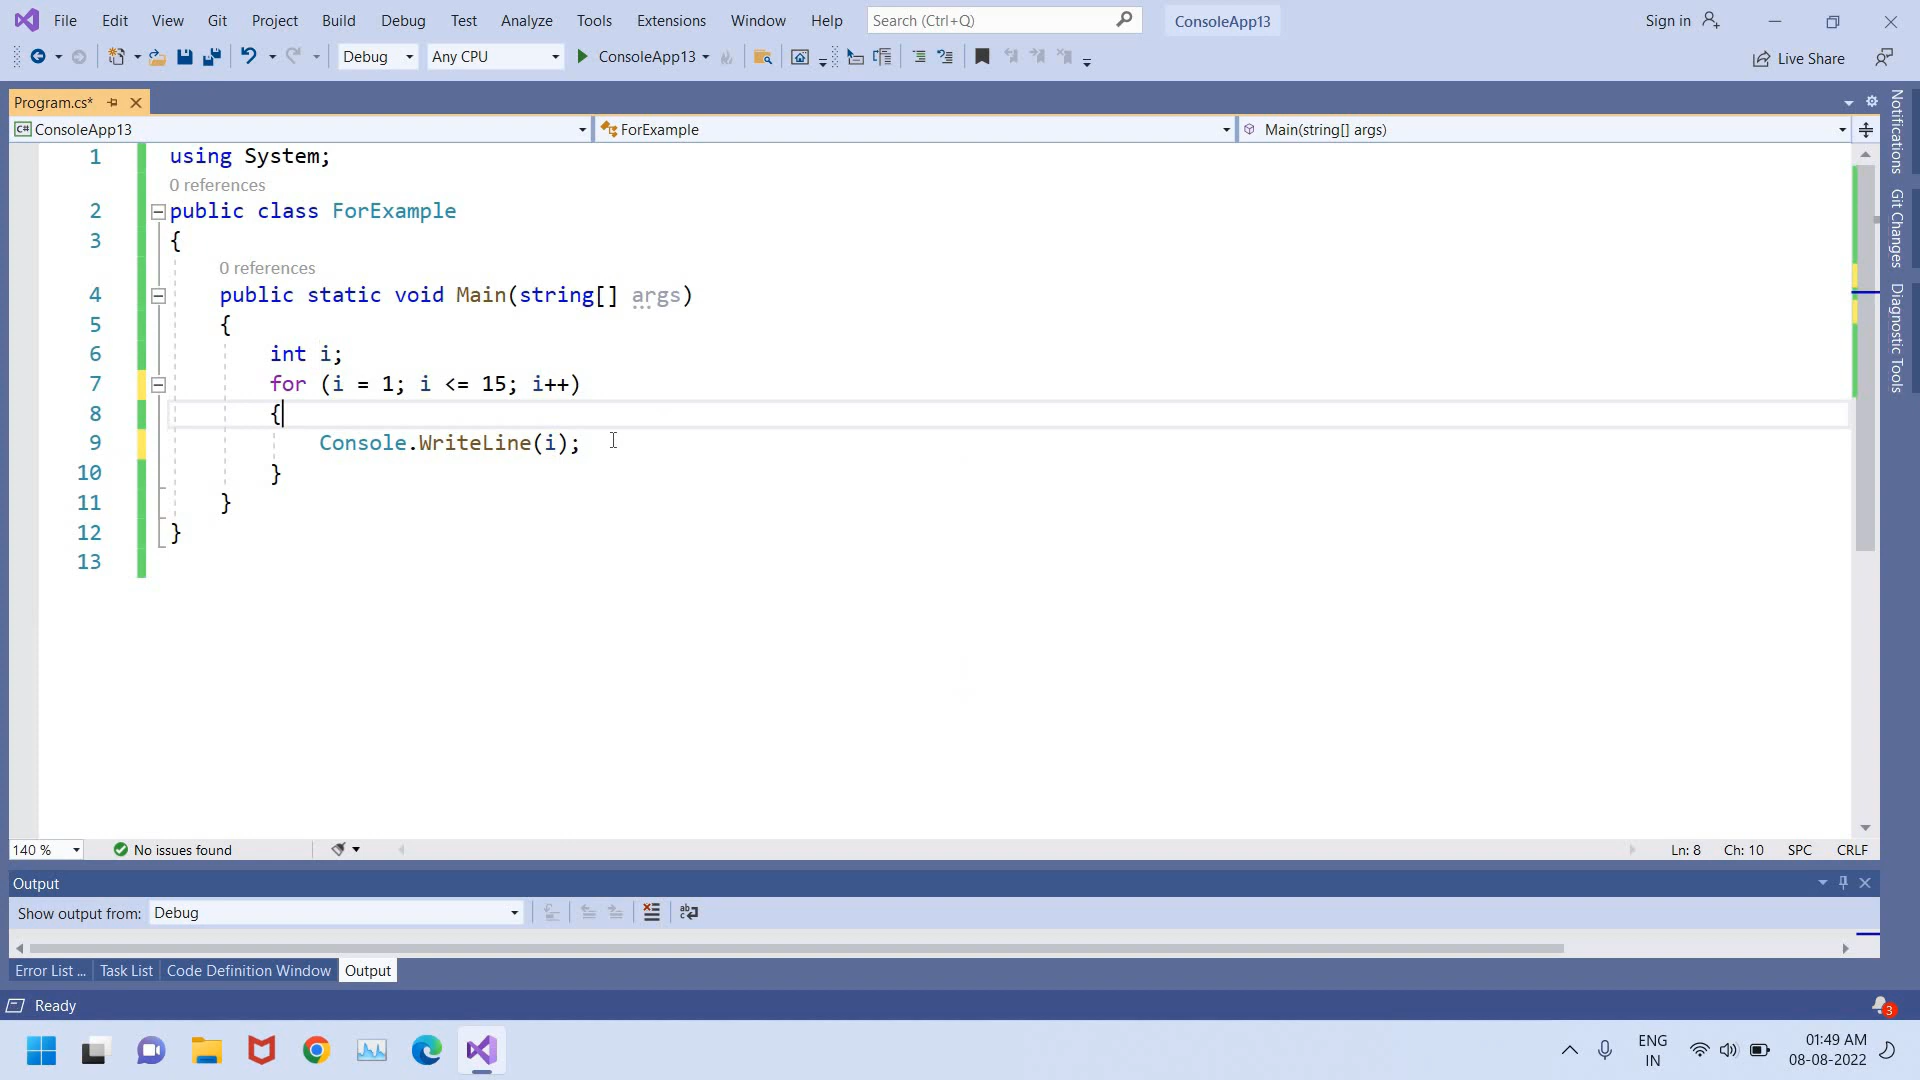 File Edit View Git Project Build Debug Test Analyze Tools Extensions Window Help Search (Ctrl+Q) ConsoleApp13 Sign in
Debug Any CPU ConsoleApp13 Live Share
Program.cs*
C# ConsoleApp13 ForExample Main(string[] args)
1 using System;
0 references
2 public class ForExample
3 {
0 references
4 public static void Main(string[] args)
5 {
6 int i;
7 for (i = 1; i <= 15; i++)
8 {
9 Console.WriteLine(i);
10 }
11 }
12 }
13
Notifications
Git Changes
Diagnostic Tools
140 % No issues found Ln: 8 Ch: 10 SPC CRLF
Output
Show output from: Debug
Error List ... Task List Code Definition Window Output
Ready 3
ENG 01:49 AM
IN 08-08-2022